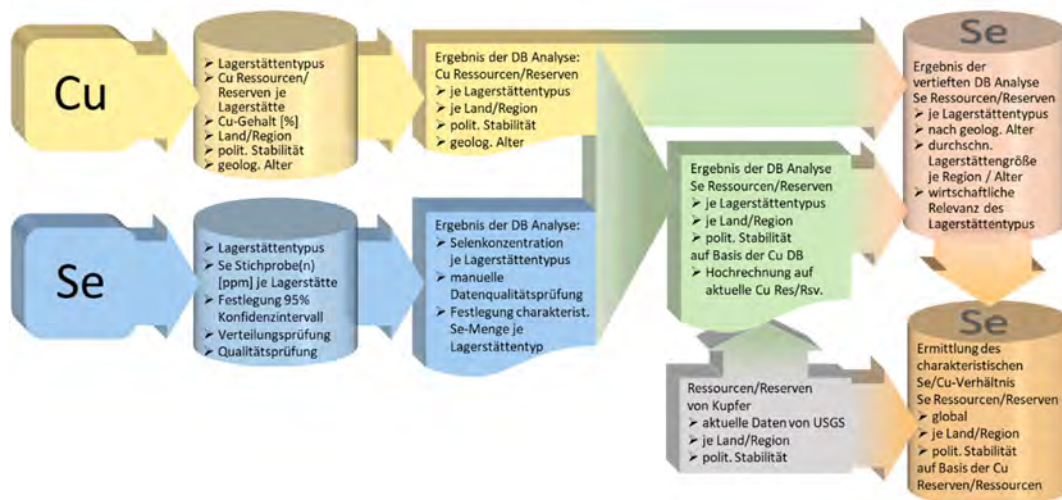 Cu
➢ Lagerstättentypus
➢ Cu Ressourcen/
Reserven je
Lagerstätte
➢ Cu-Gehalt [%]
➢ Land/Region
➢ polit. Stabilität
➢ geolog. Alter
Ergebnis der DB Analyse:
Cu Ressourcen/Reserven
➢ je Lagerstättentypus
➢ je Land/Region
➢ polit. Stabilität
➢ geolog. Alter
Se
Ergebnis der
vertieften DB Analyse
Se Ressourcen/Reserven
➢ je Lagerstättentypus
➢ nach geolog. Alter
➢ durchschn.
Lagerstättengröße
je Region / Alter
➢ wirtschaftliche
Relevanz des
Lagerstättentypus
Se
➢ Lagerstättentypus
➢ Se Stichprobe(n)
[ppm] je Lagerstätte
➢ Festlegung 95%
Konfidenzintervall
➢ Verteilungsprüfung
➢ Qualitätsprüfung
Ergebnis der DB Analyse:
➢ Selenkonzentration
je Lagerstättentypus
➢ manuelle
Datenqualitätsprüfung
➢ Festlegung charakterist.
Se-Menge je
Lagerstättentyp
Ergebnis der DB Analyse
Se Ressourcen/Reserven
➢ je Lagerstättentypus
➢ je Land/Region
➢ polit. Stabilität
auf Basis der Cu DB
➢ Hochrechnung auf
aktuelle Cu Res/Rsv.
Ressourcen/Reserven
von Kupfer
➢ aktuelle Daten von USGS
➢ je Land/Region
➢ polit. Stabilität
Se
Ermittlung des
charakteristischen
Se/Cu-Verhältnis
Se Ressourcen/Reserven
➢ global
➢ je Land/Region
➢ polit. Stabilität
auf Basis der Cu
Reserven/Ressourcen